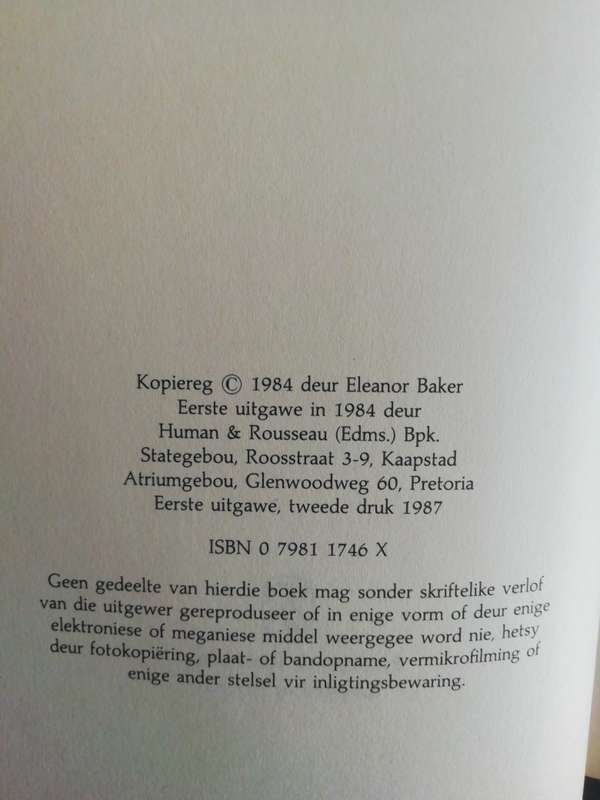 Kopiereg © 1984 deur Eleanor Baker
Eerste uitgawe in 1984 deur
Human & Rousseau (Edms.) Bpk.
Stategebou, Roosstraat 3-9, Kaapstad
Atriumgebou, Glenwoodweg 60, Pretoria
Eerste uitgawe, tweede druk 1987
ISBN 0 7981 1746 X
Geen gedeelte van hierdie boek mag sonder skriftelike verlof
van die uitgewer gereproduseer of in enige vorm of deur enige
elektroniese of meganiese middel weergegee word nie, hetsy
deur fotokopiëring, plaat- of bandopname, vermikrofilming of
enige ander stelsel vir inligtingsbewaring.